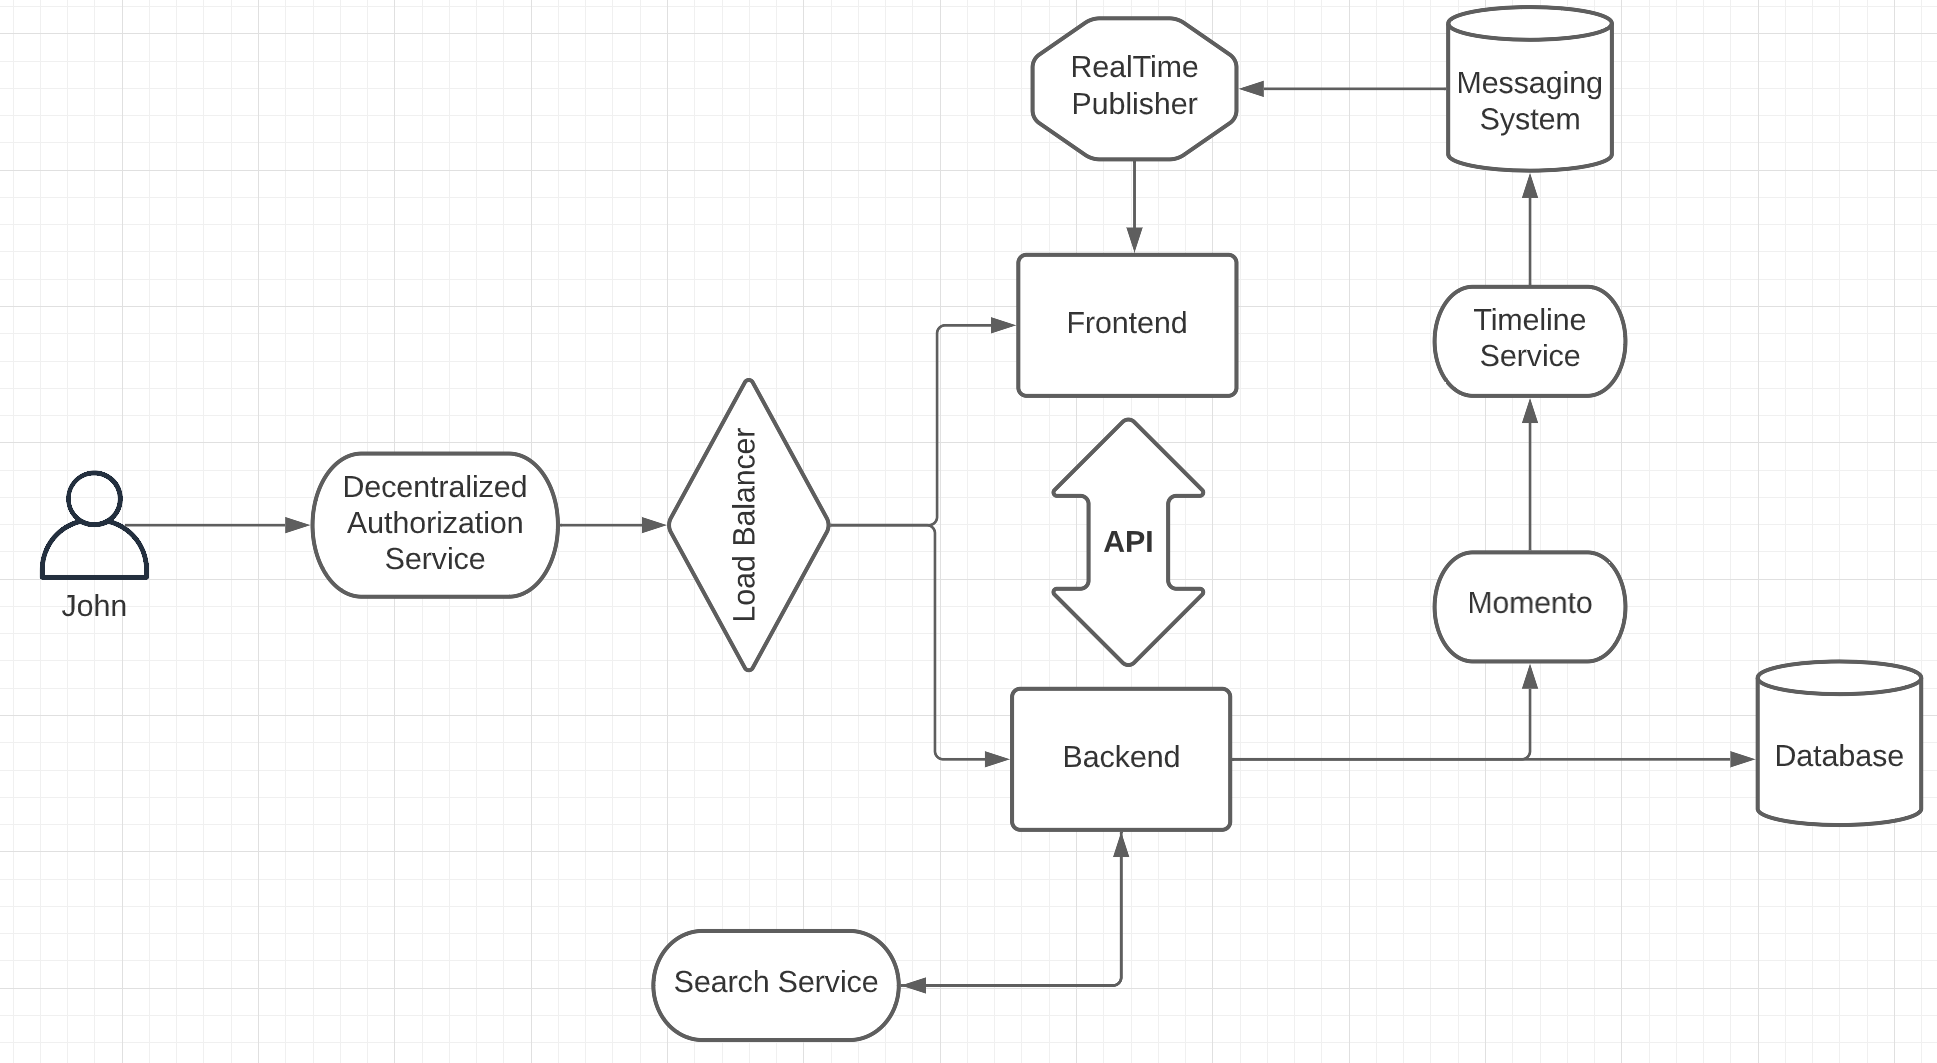 RealTime
Publisher
Messaging
System
Frontend
Timeline
Service
Decentralized
Authorization
Service
Load Balancer
API
John
Momento
Backend
Database
Search Service